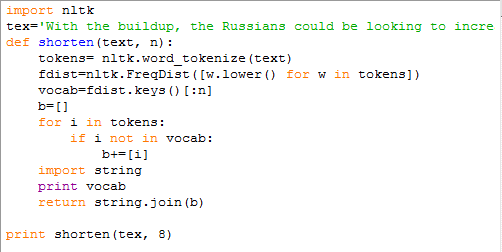 import nltk
tex='With the buildup, the Russians could be looking to incre
def shorten(text, n):
    tokens= nltk.word_tokenize(text)
    fdist=nltk.FreqDist([w.lower() for w in tokens])
    vocab=fdist.keys()[:n]
    b=[]
    for i in tokens:
        if i not in vocab:
            b+=[i]
    import string
    print vocab
    return string.join(b)

print shorten(tex, 8)